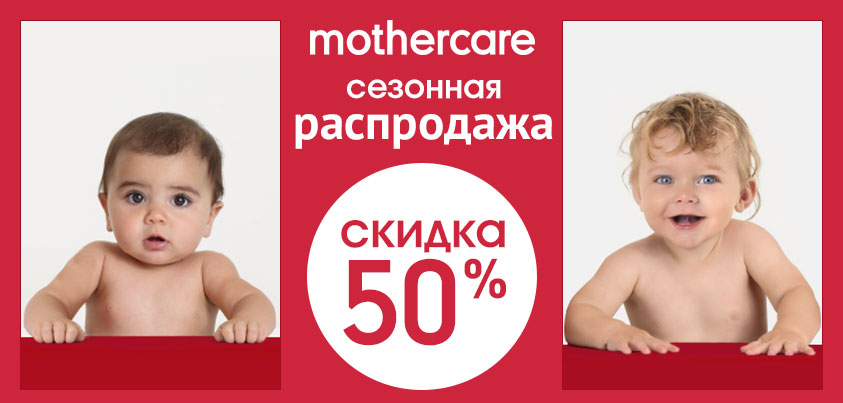 mothercare
сезонная
распродажа
скидка
50%